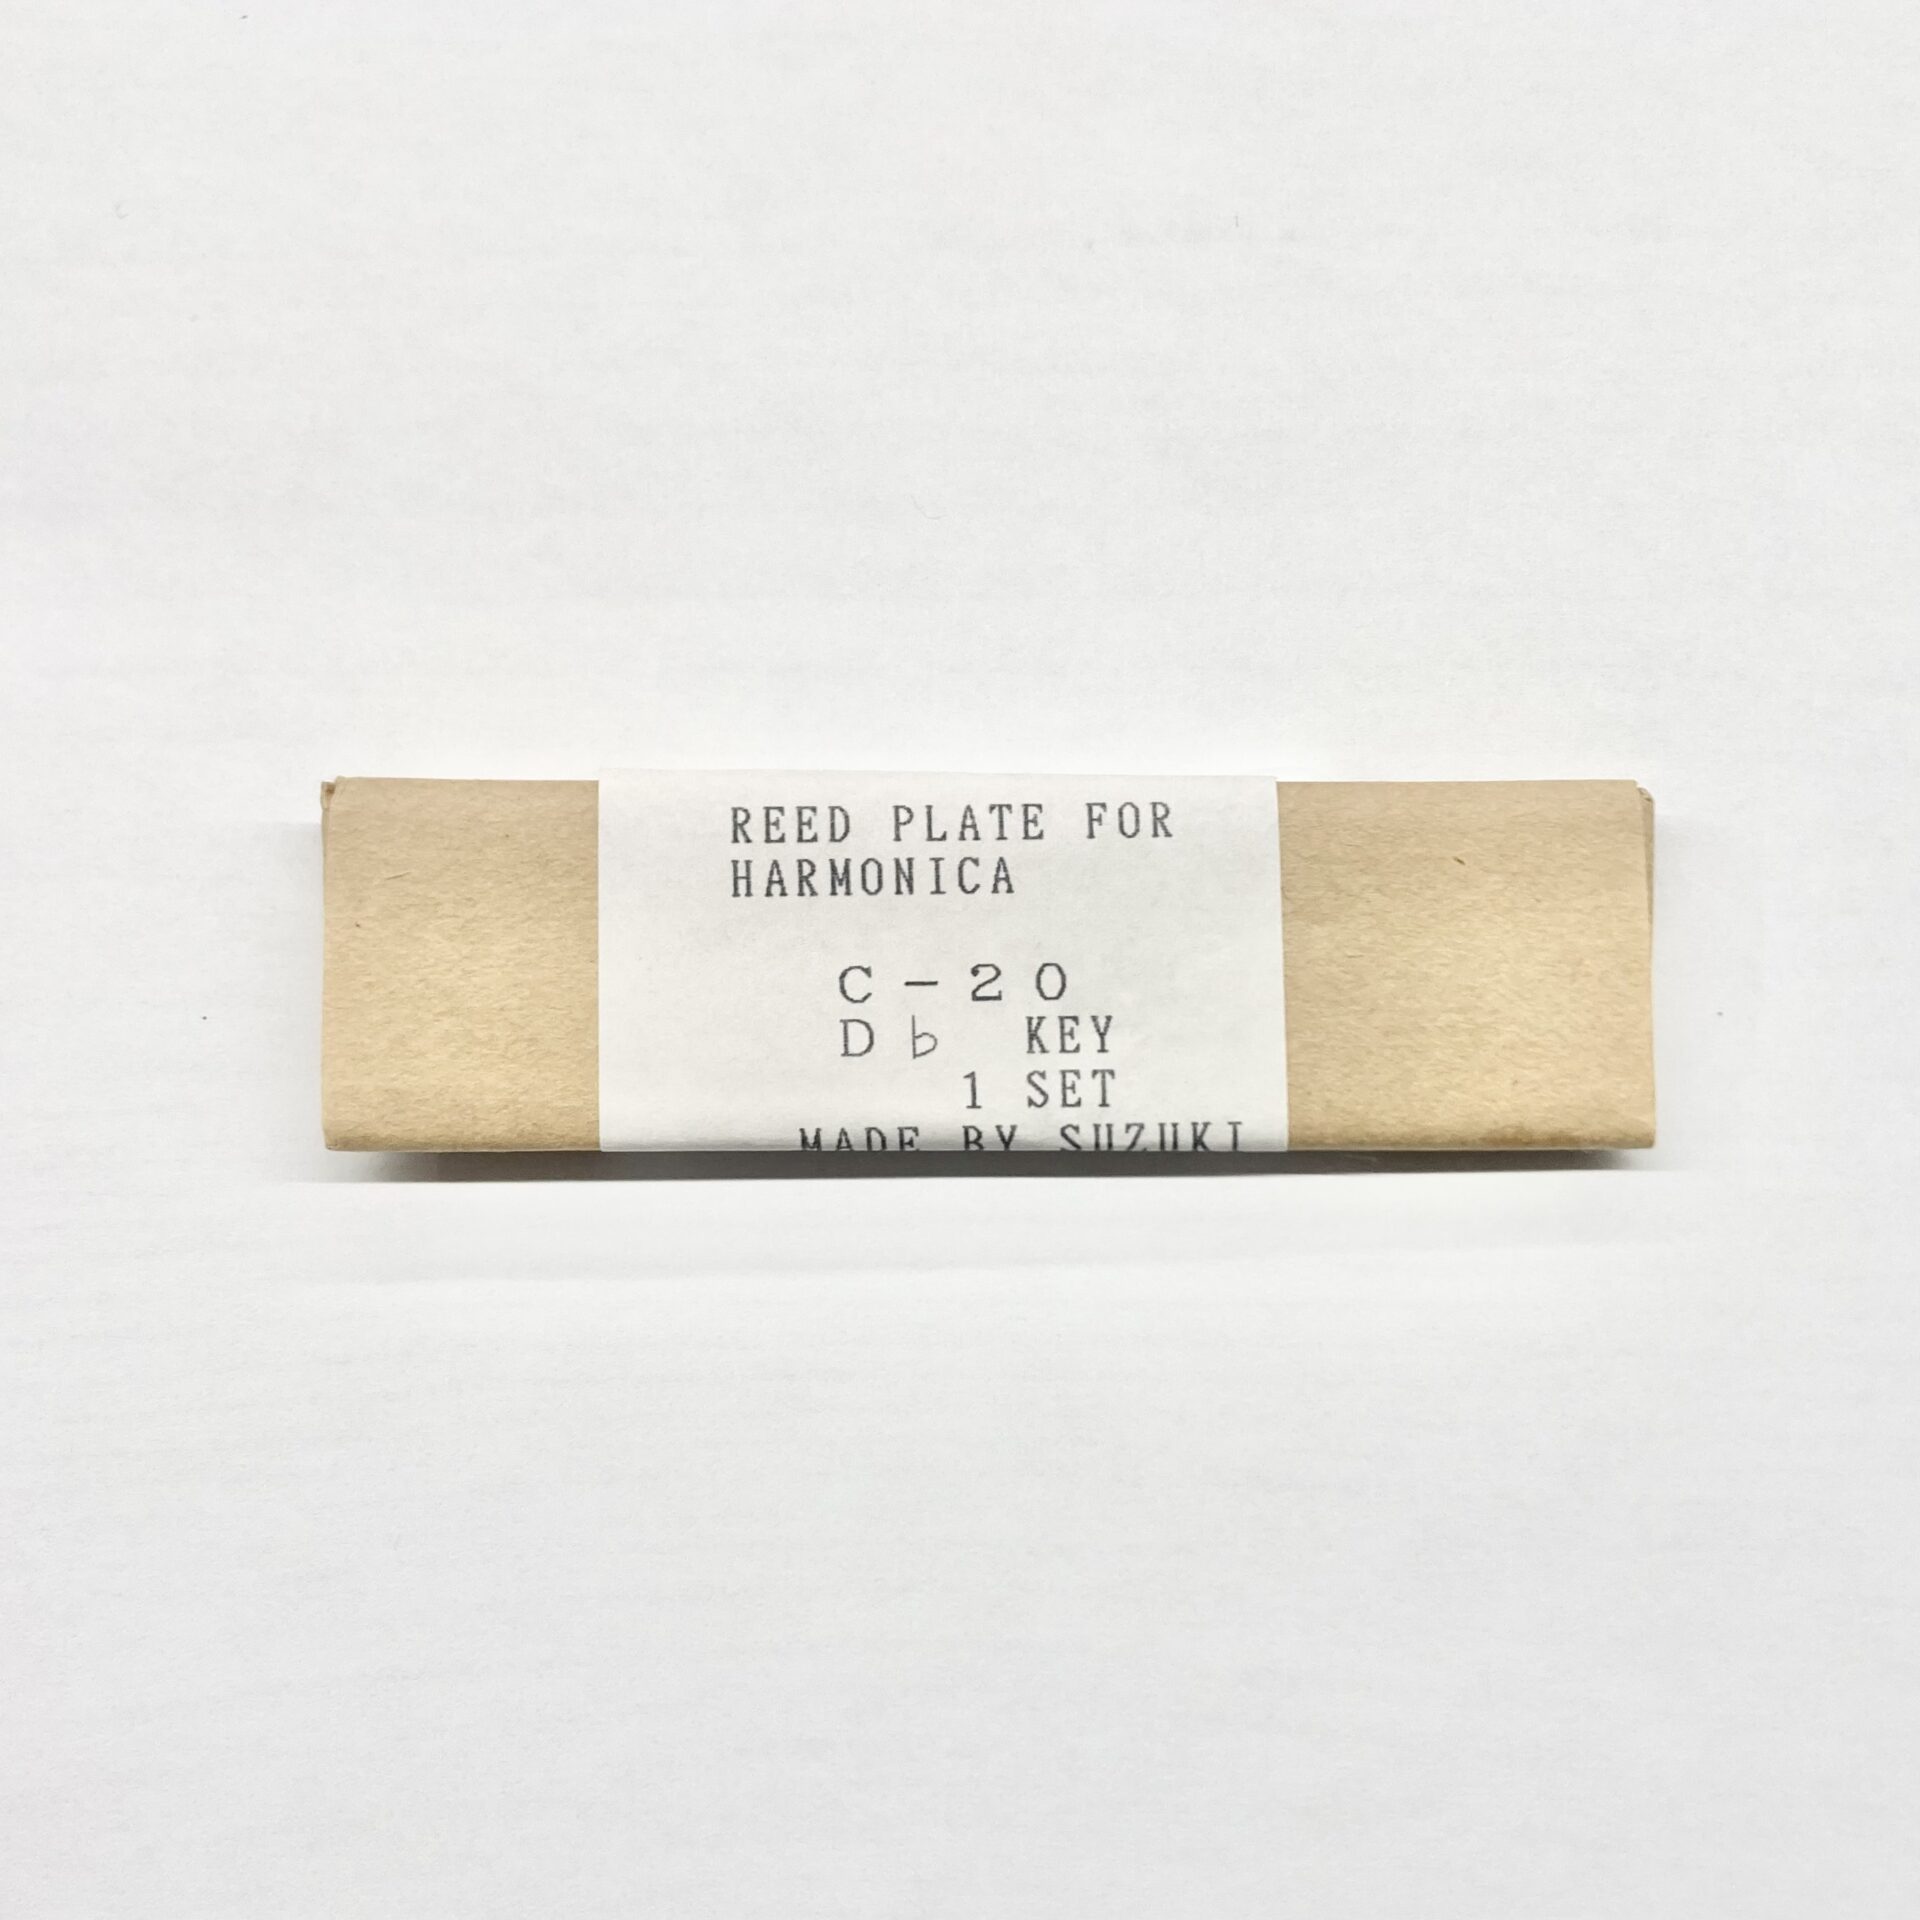 REED PLATE FOR
HARMONICA
C-20
D♭ KEY
1 SET
MADE BY SUZUKI